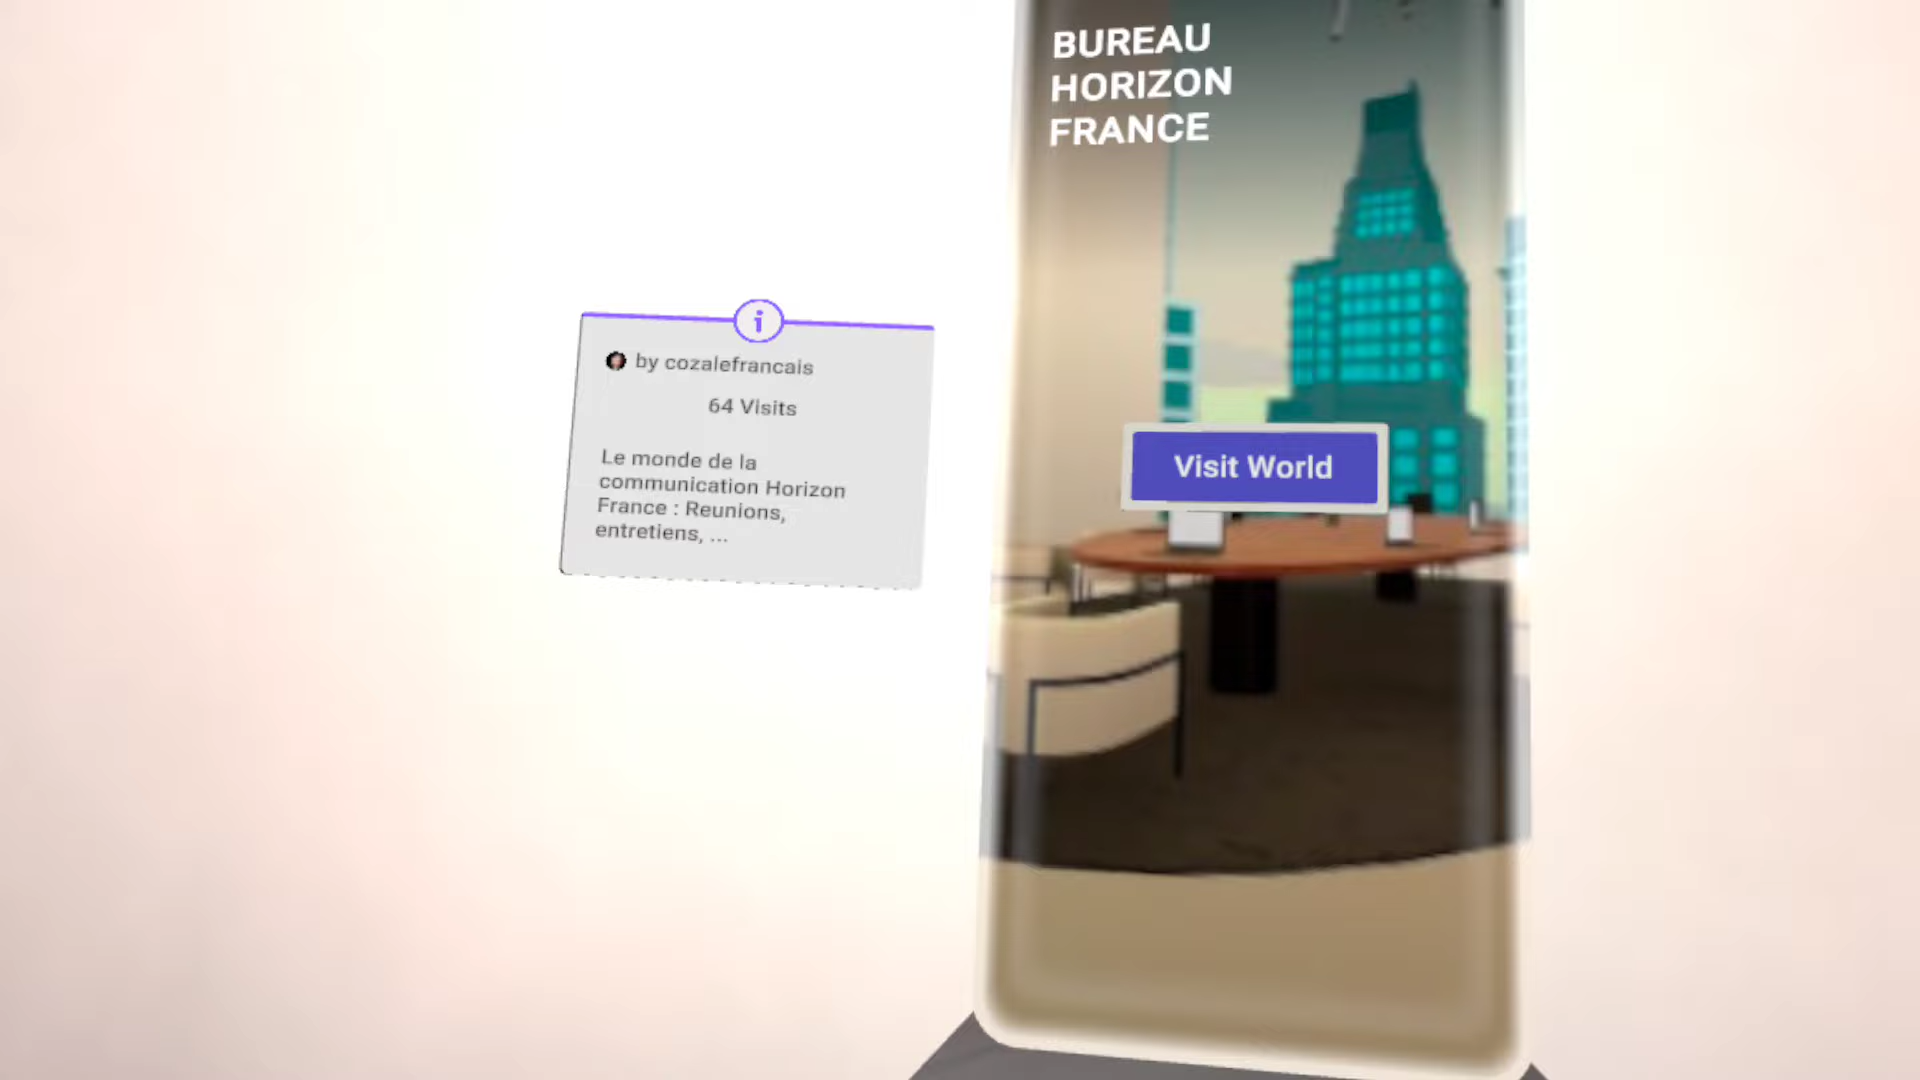 BUREAU
HORIZON
FRANCE
i
by cozalefrancais
64 Visits
Le monde de la
communication Horizon
France : Reunions,
entretiens, ...
Visit World